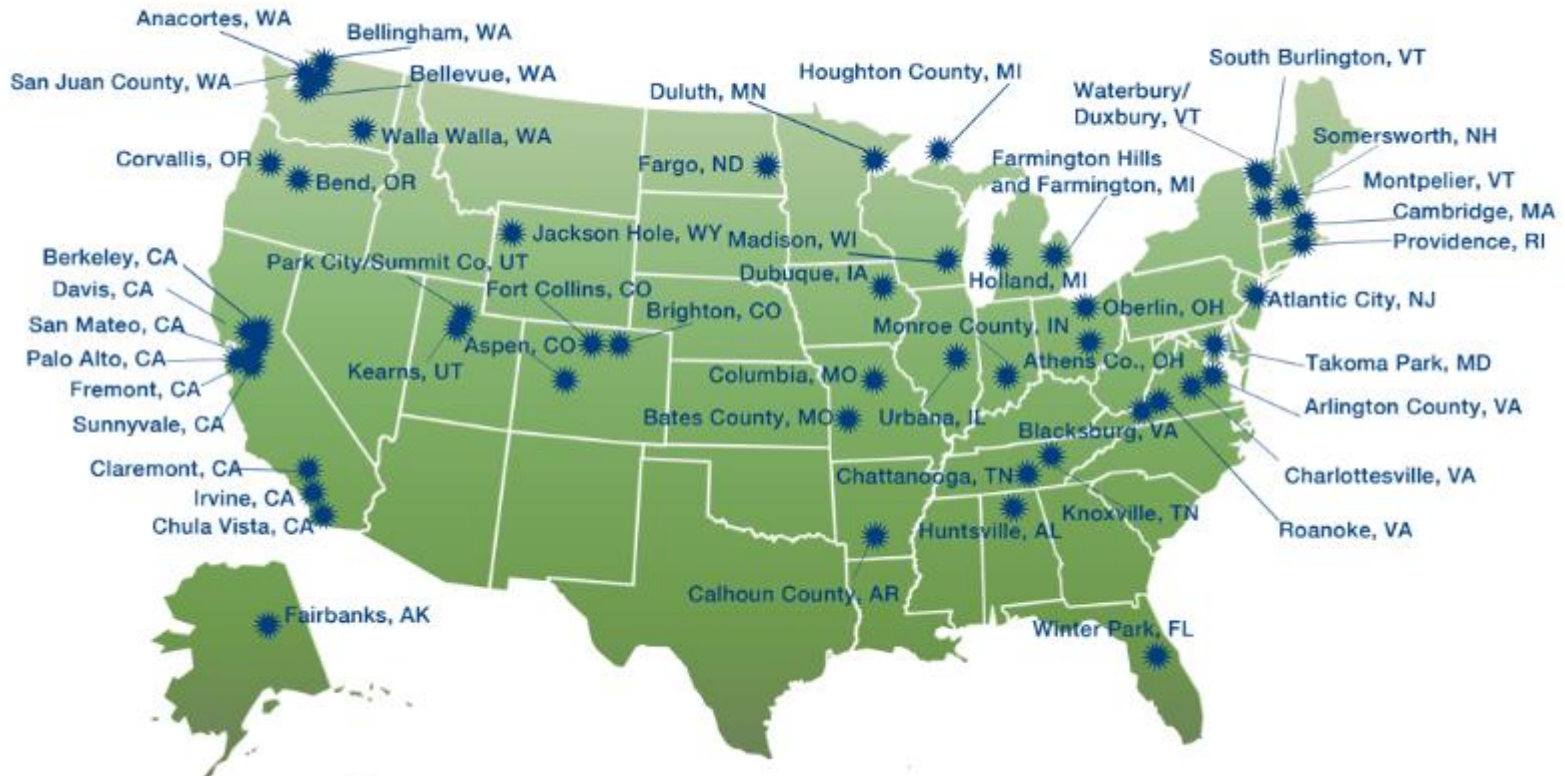 Anacortes, WA
Bellingham, WA
San Juan County, WA
Bellevue, WA
Walla Walla, WA
Corvallis, OR
Bend, OR
Duluth, MN
Houghton County, MI
Fargo, ND
Farmington Hills
and Farmington, MI
South Burlington, VT
Waterbury/
Duxbury, VT
Somersworth, NH
Montpelier, VT
Cambridge, MA
Providence, RI
Jackson Hole, WY
Madison, WI
Berkeley, CA
Park City/Summit Co, UT
Dubuque, IA
Holland, MI
Davis, CA
Fort Collins, CO
Atlantic City, NJ
Brighton, CO
Oberlin, OH
San Mateo, CA
Monroe County, IN
Aspen, CO
Palo Alto, CA
Athens Co., OH
Takoma Park, MD
Kearns, UT
Columbia, MO
Fremont, CA
Arlington County, VA
Bates County, MO
Urbana, IL
Sunnyvale, CA
Blacksburg, VA
Claremont, CA
Chattanooga, TN
Charlottesville, VA
Irvine, CA
Knoxville, TN
Chula Vista, CA
Huntsville, AL
Roanoke, VA
Calhoun County, AR
Fairbanks, AK
Winter Park, FL